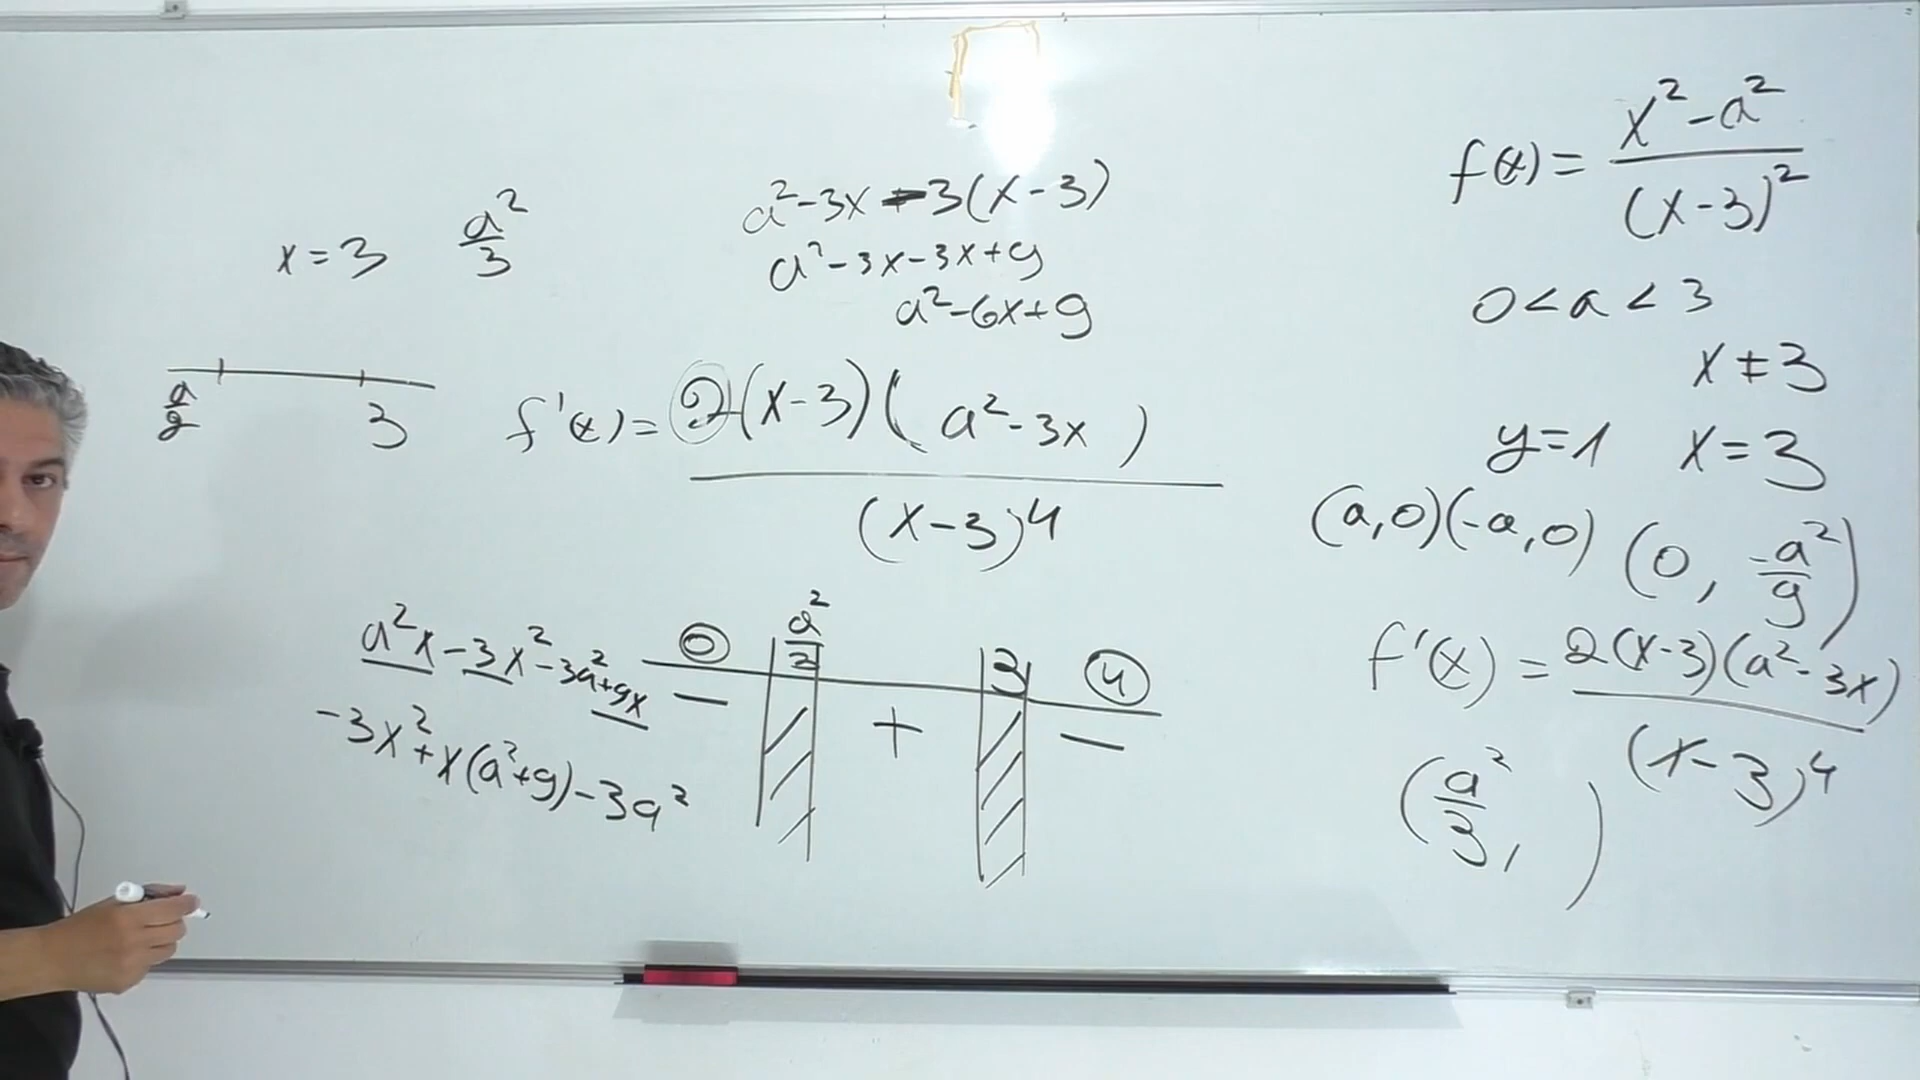 x = 3   a²/3
a/2   3
a² - 3x - 3(x-3)
a² - 3x - 3x + 9
a² - 6x + 9
f'(x) = 2(x-3)(a² - 3x) / (x-3)⁴
a²x - 3x² - 3a² + 9x
-3x² + x(a²+9) - 3a²
0   a²/2   3   4
-   +   -
f(x) = (x² - a²) / (x-3)²
0 < a < 3
x ≠ 3
y = 1   x = 3
(a,0)(-a,0) (0, -a²/9)
f'(x) = 2(x-3)(a² - 3x) / (x-3)⁴
(a²/3,   )